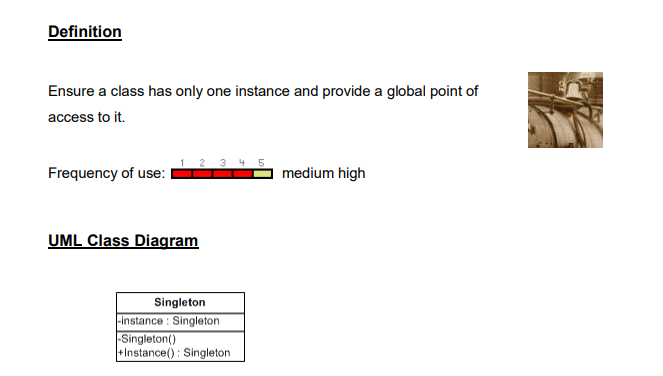 Definition
Ensure a class has only one instance and provide a global point of
access to it.
1 2 3 4 5
Frequency of use: medium high
UML Class Diagram
Singleton
-instance : Singleton
-Singleton()
+Instance() : Singleton